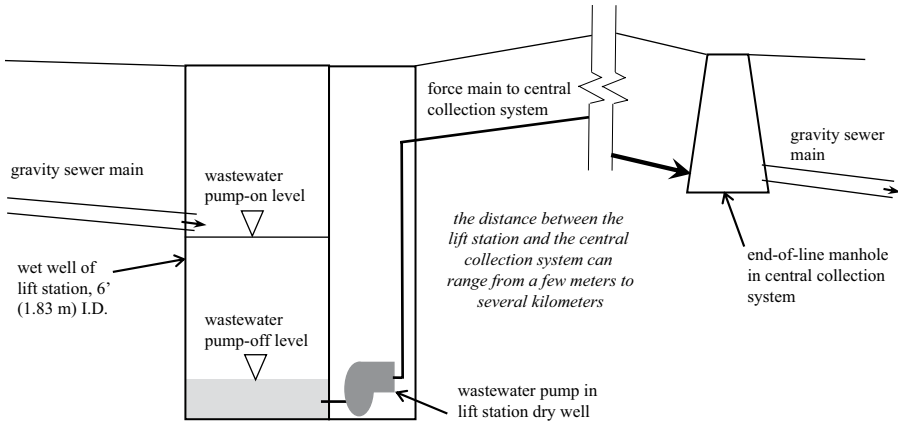 force main to central
collection system
gravity sewer main
wastewater
pump-on level
gravity sewer
main
the distance between the
lift station and the central
collection system can
range from a few meters to
several kilometers
wet well of
lift station, 6’
(1.83 m) I.D.
end-of-line manhole
in central collection
system
wastewater
pump-off level
wastewater pump in
lift station dry well